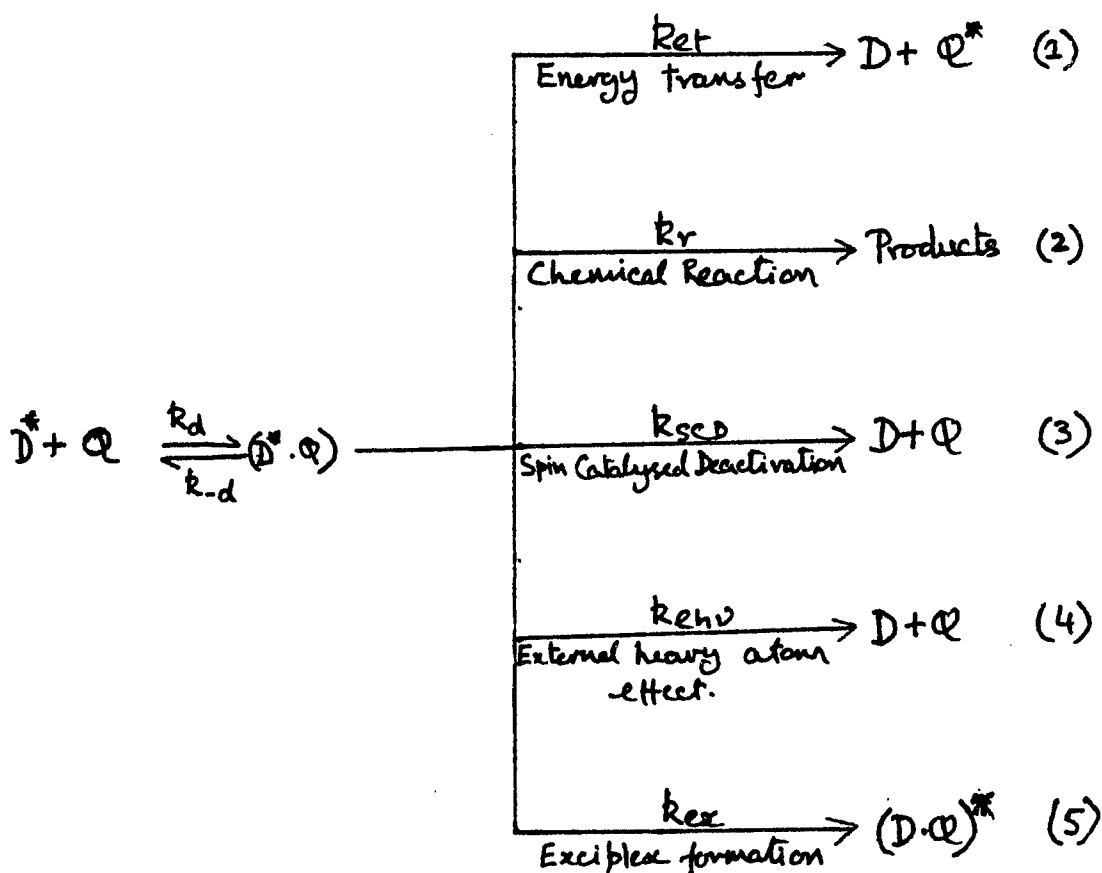 ket
Energy transfer
D + Q* (1)
kr
Chemical Reaction
Products (2)
D* + Q
kd
k-d
(D*·Q)
kSCD
Spin Catalysed Deactivation
D+Q (3)
kehv
External heavy atom
effect.
D+Q (4)
kex
Exciplex formation
(D·Q)* (5)